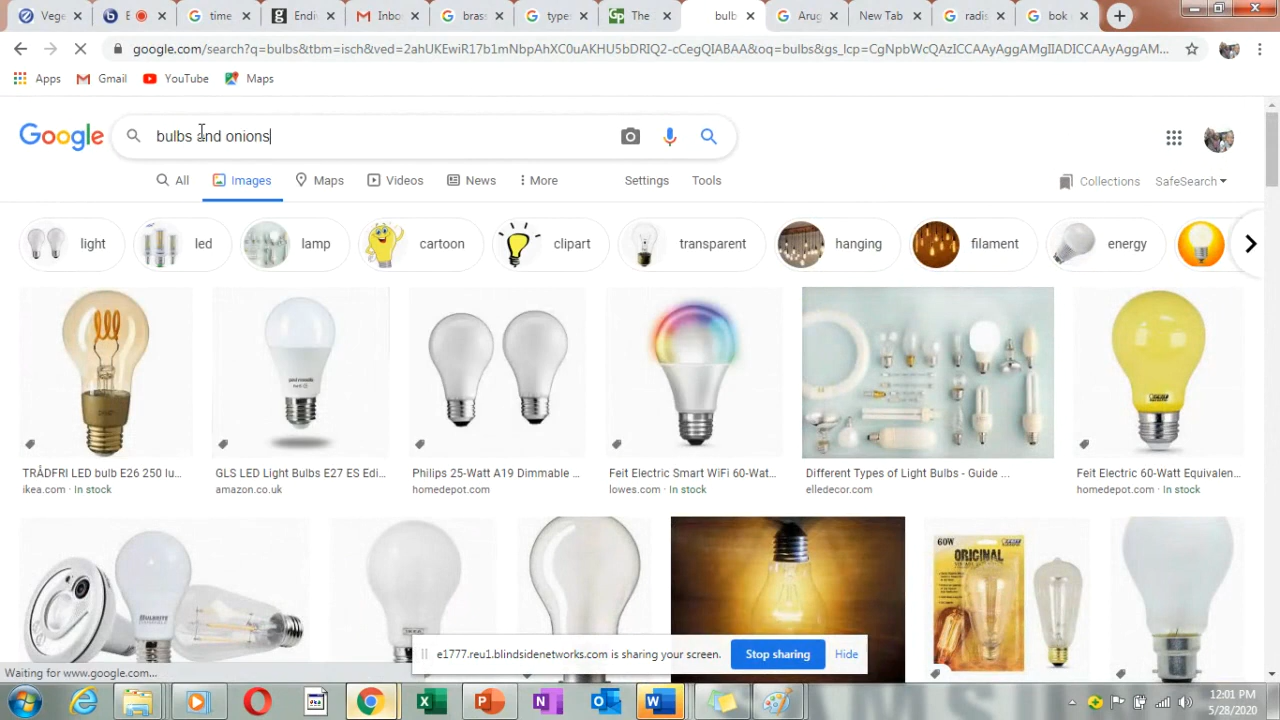 Vege
B
time
Endi
Inbo
bras
type
The
bulb
Arug
New Tab
radis
bok
google.com/search?q=bulbs&tbm=isch&ved=2ahUKEwiR17b1mNbpAhXC0uAKHU5bDRIQ2-cCegQIABAA&oq=bulbs&gs_lcp=CgNpbWcQAzICCAAyAggAMgIIADICCAAyAggAMgIIADICCAAyAggAM...
Apps
Gmail
YouTube
Maps
Google
bulbs and onions
All
Images
Maps
Videos
News
More
Settings
Tools
Collections
SafeSearch
light
led
lamp
cartoon
clipart
transparent
hanging
filament
energy
TRÅDFRI LED bulb E26 250 lu...
GLS LED Light Bulbs E27 ES Edi...
Philips 25-Watt A19 Dimmable ...
Feit Electric Smart WiFi 60-Wat...
Different Types of Light Bulbs - Guide ...
Feit Electric 60-Watt Equivalen...
ikea.com · In stock
amazon.co.uk
homedepot.com
lowes.com · In stock
elledecor.com
homedepot.com · In stock
60W
ORIGINAL
BULBRITE
e1777.reu1.blindsidenetworks.com is sharing your screen.
Stop sharing
Hide
Waiting for www.google.com...
12:01 PM
5/28/2020